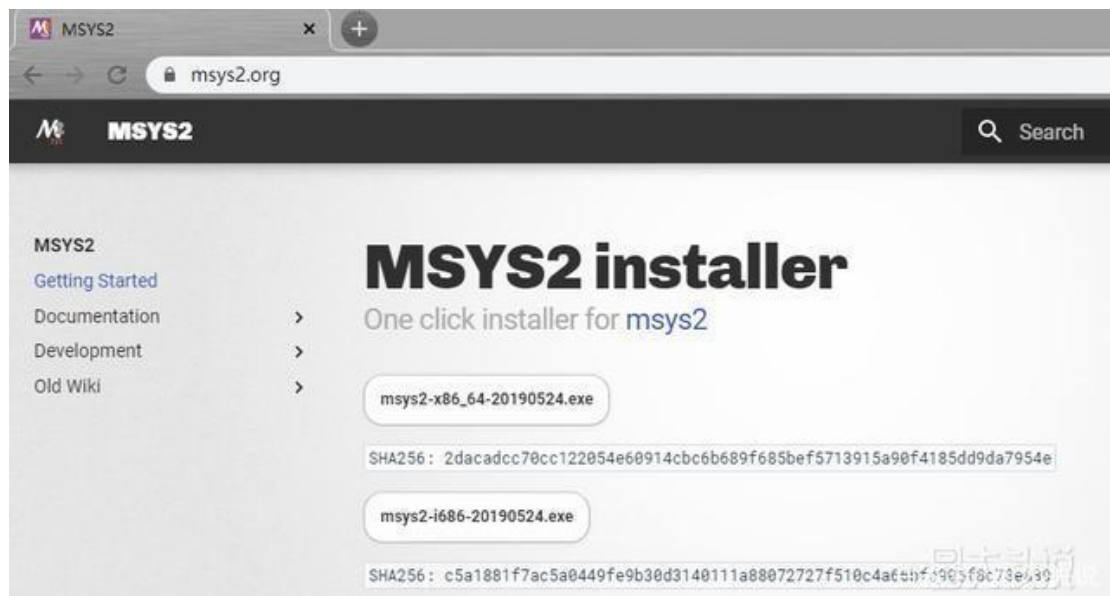 MSYS2
msys2.org
MSYS2
Search
MSYS2
Getting Started
Documentation
Development
Old Wiki
MSYS2 installer
One click installer for msys2
msys2-x86_64-20190524.exe
SHA256: 2dacadcc70cc122054e60914cbc6b689f685bef5713915a90f4185dd9da7954e
msys2-i686-20190524.exe
SHA256: